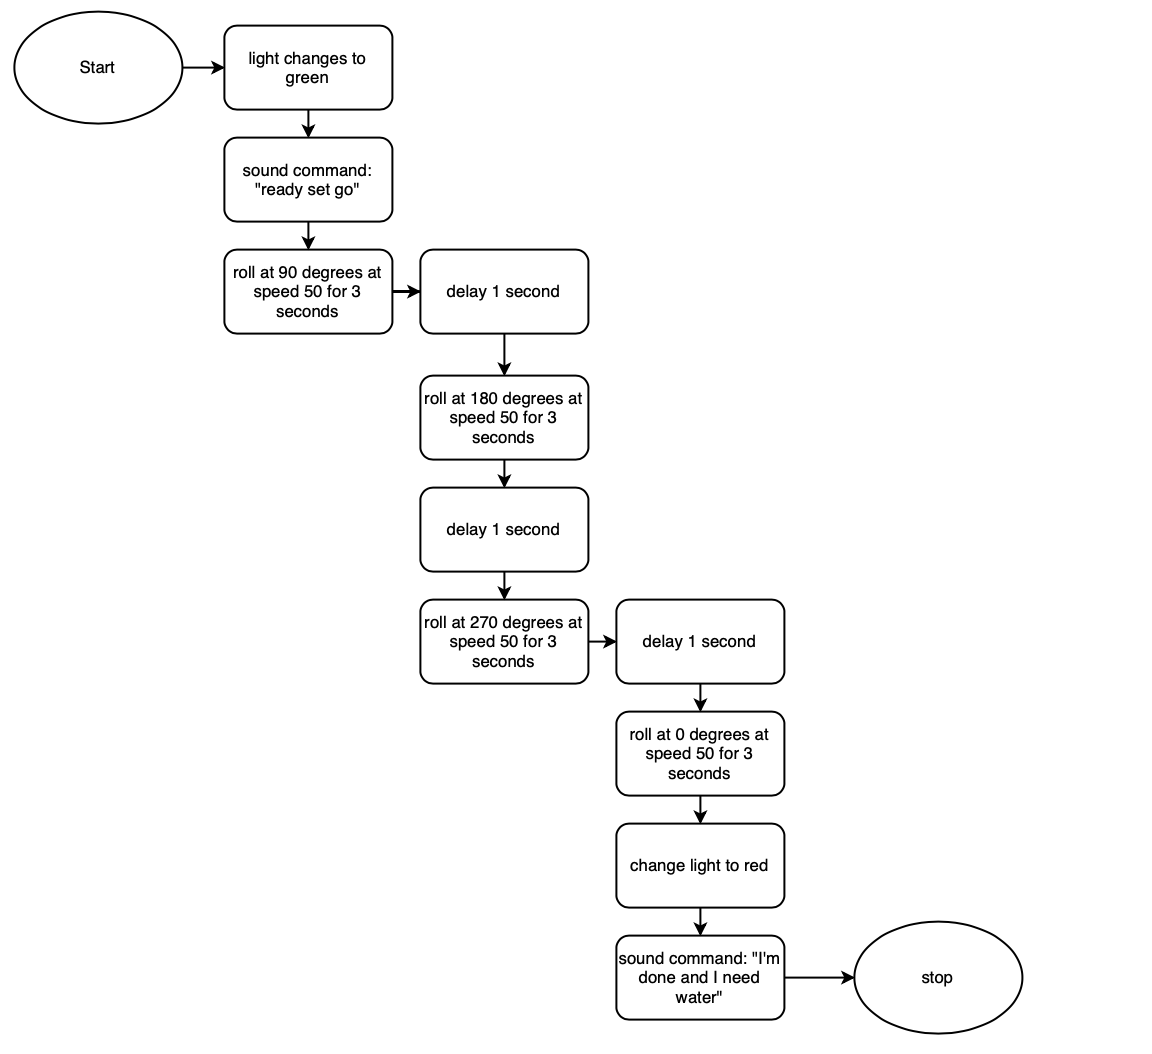 Start
light changes to
green
sound command:
"ready set go"
roll at 90 degrees at
speed 50 for 3
seconds
delay 1 second
roll at 180 degrees at
speed 50 for 3
seconds
delay 1 second
roll at 270 degrees at
speed 50 for 3
seconds
delay 1 second
roll at 0 degrees at
speed 50 for 3
seconds
change light to red
sound command: "I'm
done and I need
water"
stop